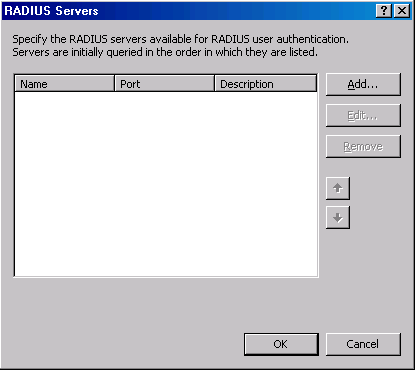 RADIUS Servers
Specify the RADIUS servers available for RADIUS user authentication.
Servers are initially queried in the order in which they are listed.
Name Port Description
Add...
Edit...
Remove
OK Cancel